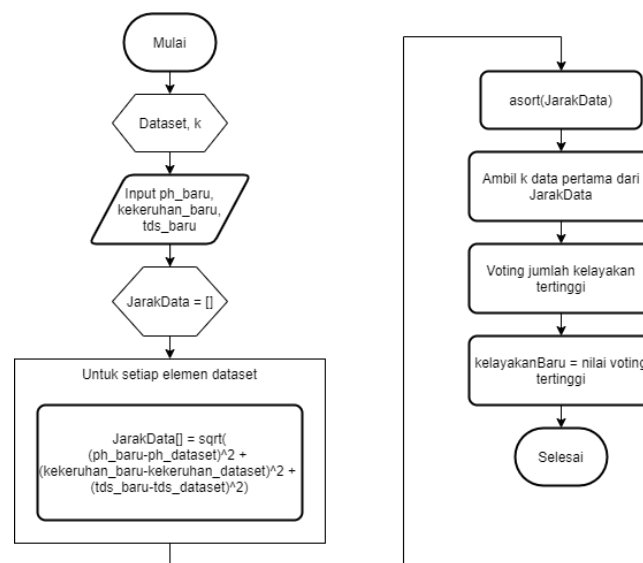 Mulai
Dataset, k
Input ph_baru,
kekeruhan_baru,
tds_baru
JarakData = []
Untuk setiap elemen dataset
JarakData[] = sqrt(
(ph_baru-ph_dataset)^2 +
(kekeruhan_baru-kekeruhan_dataset)^2 +
(tds_baru-tds_dataset)^2)
asort(JarakData)
Ambil k data pertama dari
JarakData
Voting jumlah kelayakan
tertinggi
kelayakanBaru = nilai voting
tertinggi
Selesai